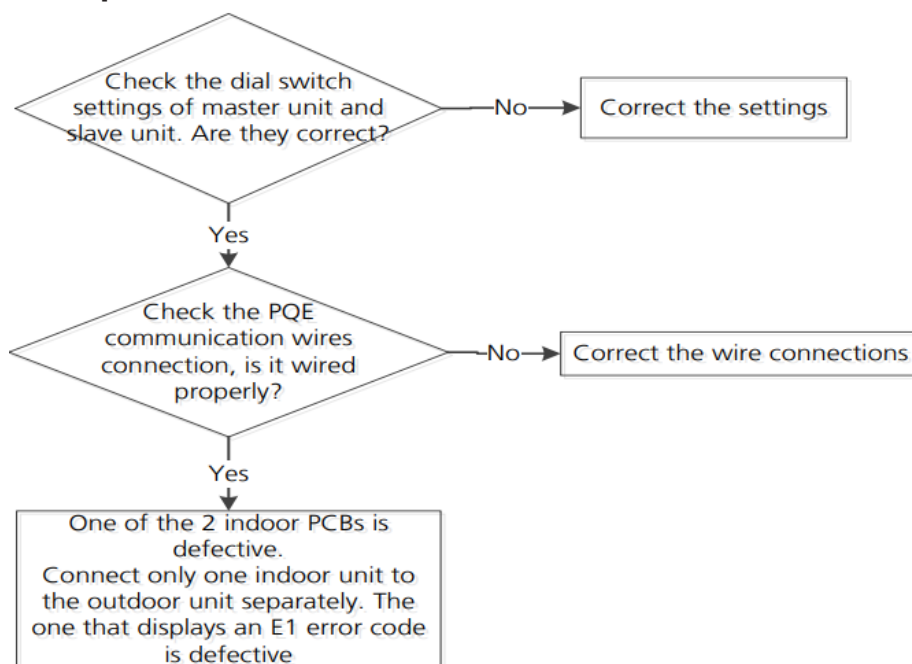 Check the dial switch
settings of master unit and
slave unit. Are they correct?
No
Correct the settings
Yes
Check the PQE
communication wires
connection, is it wired
properly?
No
Correct the wire connections
Yes
One of the 2 indoor PCBs is
defective.
Connect only one indoor unit to
the outdoor unit separately. The
one that displays an E1 error code
is defective